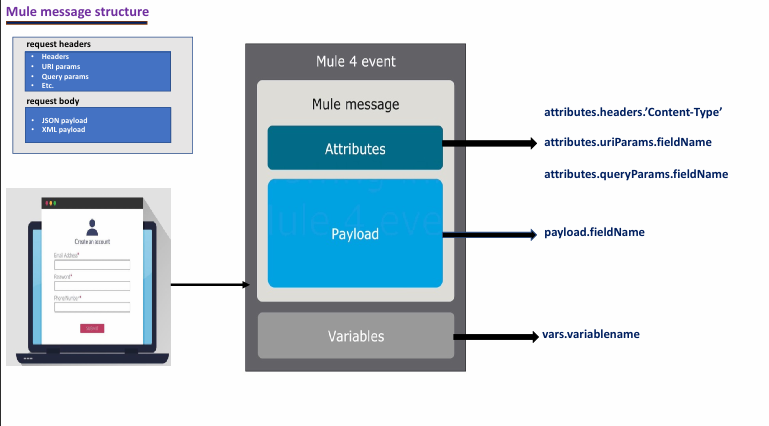 Mule message structure
request headers
• Headers
• URI params
• Query params
• Etc.
request body
• JSON payload
• XML payload
Create an account
Email Address*
Password*
Phone Number*
Mule 4 event
Mule message
Attributes
Payload
Variables
attributes.headers.’Content-Type’
attributes.uriParams.fieldName
attributes.queryParams.fieldName
payload.fieldName
vars.variablename